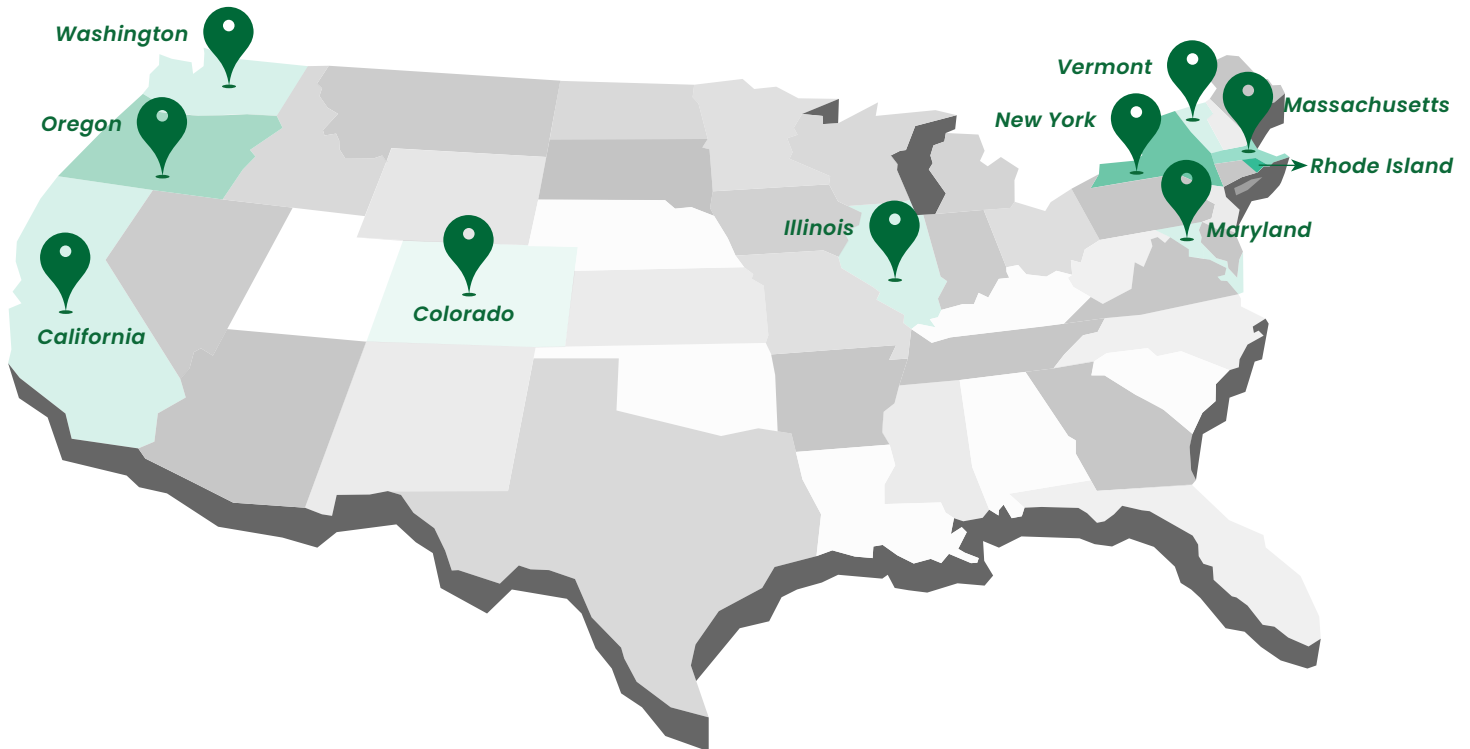 Washington
Vermont
Massachusetts
New York
Oregon
Rhode Island
Illinois
Maryland
Colorado
California